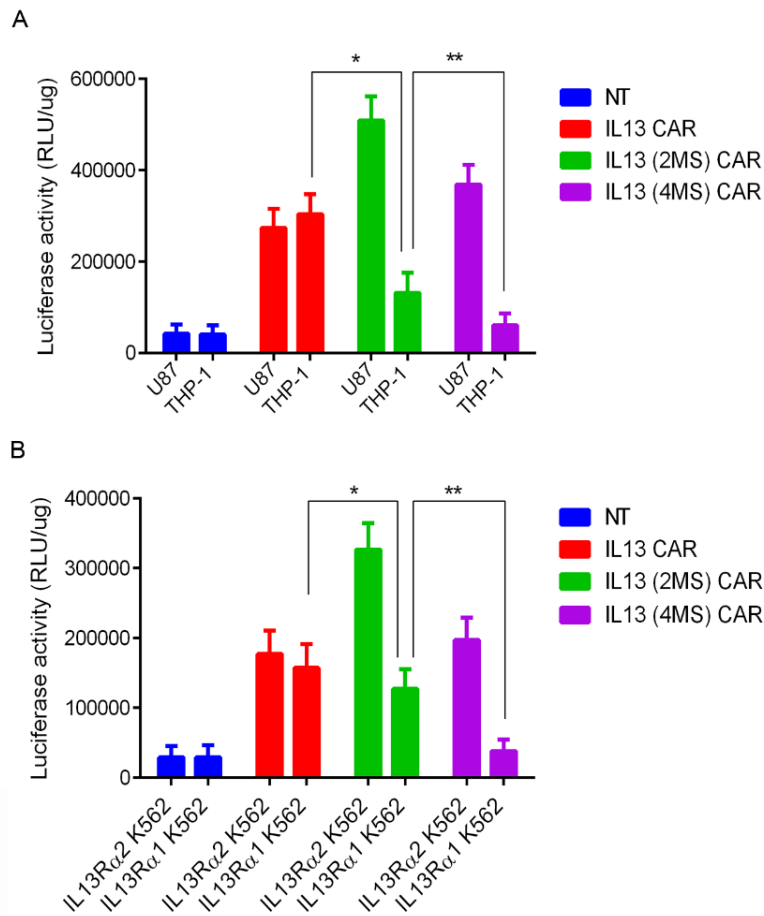 A
* **
Luciferase activity (RLU/ug)
600000
400000
200000
0
U87
THP-1
U87
THP-1
U87
THP-1
U87
THP-1
NT
IL13 CAR
IL13 (2MS) CAR
IL13 (4MS) CAR
B
* **
Luciferase activity (RLU/ug)
400000
300000
200000
100000
0
IL13Rα2 K562
IL13Rα1 K562
IL13Rα2 K562
IL13Rα1 K562
IL13Rα2 K562
IL13Rα1 K562
IL13Rα2 K562
IL13Rα1 K562
NT
IL13 CAR
IL13 (2MS) CAR
IL13 (4MS) CAR